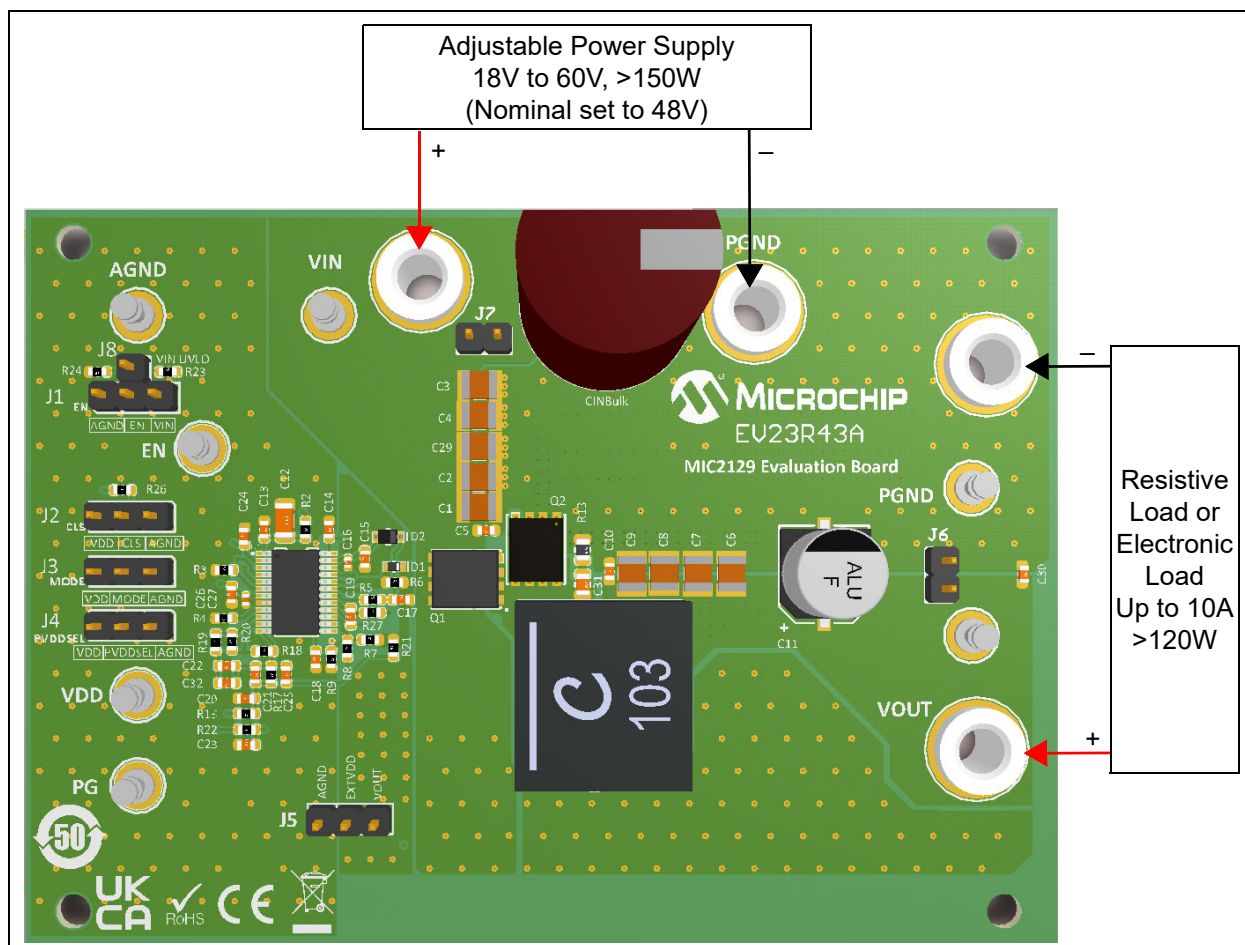 Adjustable Power Supply
18V to 60V, >150W
(Nominal set to 48V)
+
–
PGND
VIN
AGND
J7
J8
VIN UVLO
R24
R23
J1
EN
AGND EN VIN
EN
C3
C4
C29
C2
C1
C5
CINBulk
MICROCHIP
EV23R43A
MIC2129 Evaluation Board
–
Resistive
Load or
Electronic
Load
Up to 10A
>120W
+
PGND
J6
C30
R26
J2
CLS
VDD CLS AGND
J3
MODE
VDD MODE AGND
J4
PVDDSEL
VDD PVDDSEL AGND
C24
C13
C12
R2
C14
C16
C15
D2
D1
R6
C19
R5
C17
R27
R7
R21
R8
R3
C26
C27
R4
R19
R20
R18
C22
C32
C21
R17
C25
C18
R9
C20
R22
C23
Q1
Q2
R13
C31
C10
C9
C8
C7
C6
ALU
F
+
C11
C
103
VOUT
VDD
PG
AGND
EXTVDD
VOUT
J5
50
UK
CA
RoHS
CE